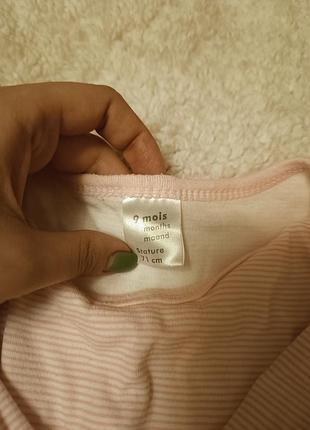 9 mois
months
maand
Stature
71 cm